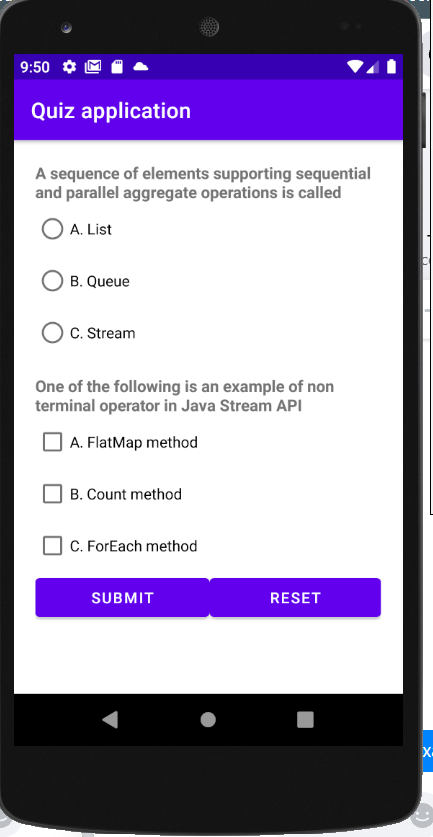 9:50
Quiz application
A sequence of elements supporting sequential
and parallel aggregate operations is called
A. List
B. Queue
C. Stream
One of the following is an example of non
terminal operator in Java Stream API
A. FlatMap method
B. Count method
C. ForEach method
SUBMIT RESET